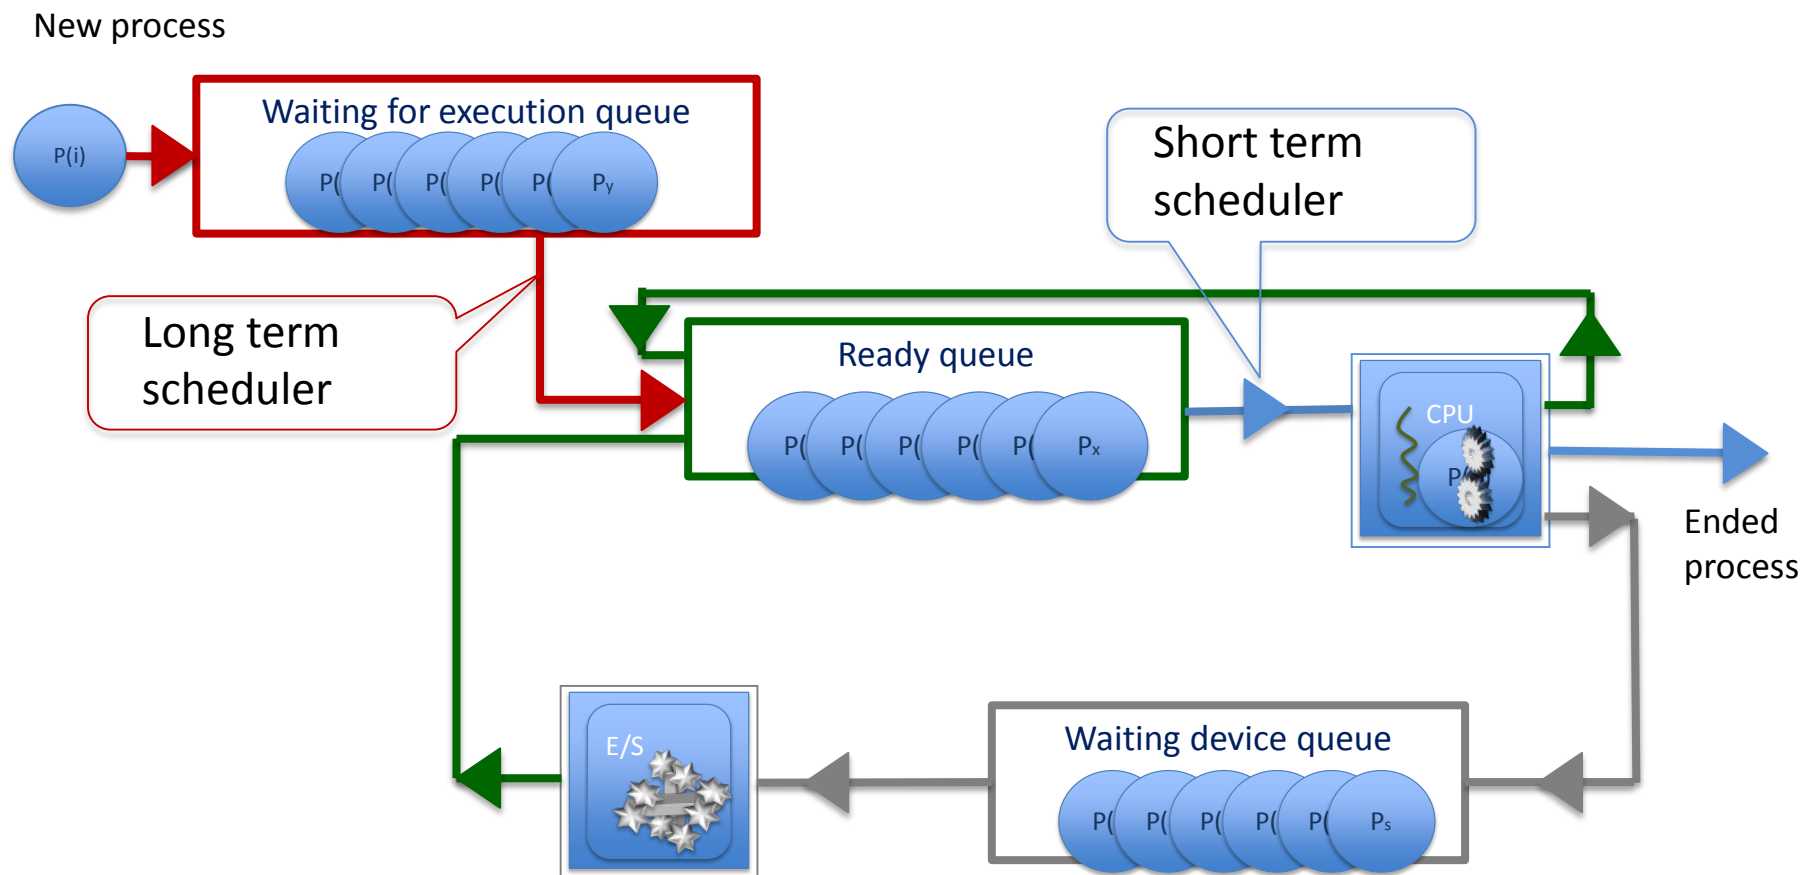 New process
P(i)
Waiting for execution queue
P( P( P( P( P( Py
Short term
scheduler
Long term
scheduler
Ready queue
P( P( P( P( P( Px
CPU
P(
Ended
process
E/S
Waiting device queue
P( P( P( P( P( Ps